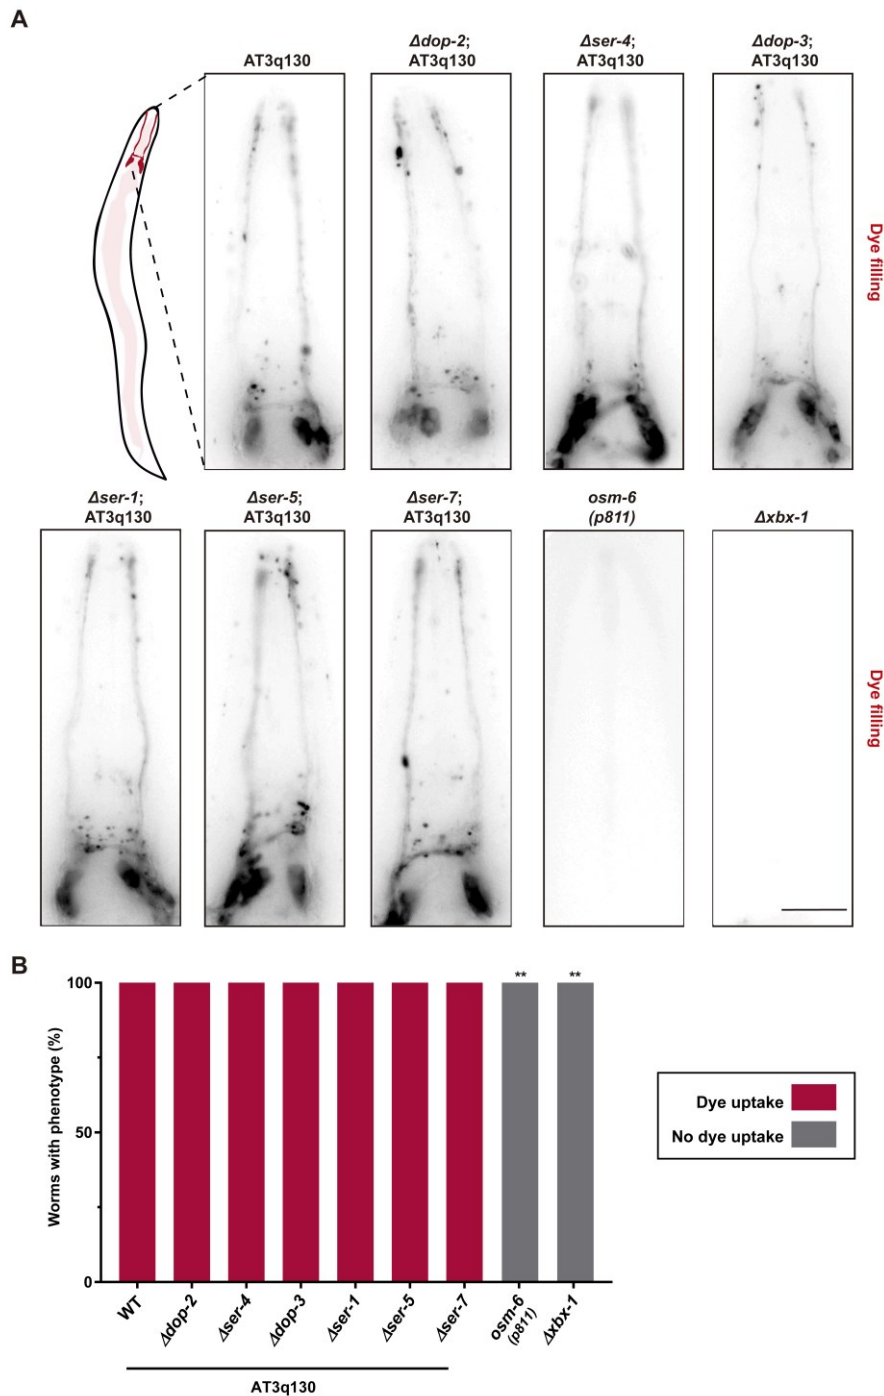 A
AT3q130
Δdop-2;
AT3q130
Δser-4;
AT3q130
Δdop-3;
AT3q130
Dye filling
Δser-1;
AT3q130
Δser-5;
AT3q130
Δser-7;
AT3q130
osm-6
(p811)
Δxbx-1
Dye filling
B
Worms with phenotype (%)
100
50
0
**
**
WT
Δdop-2
Δser-4
Δdop-3
Δser-1
Δser-5
Δser-7
osm-6
(p811)
Δxbx-1
AT3q130
Dye uptake
No dye uptake